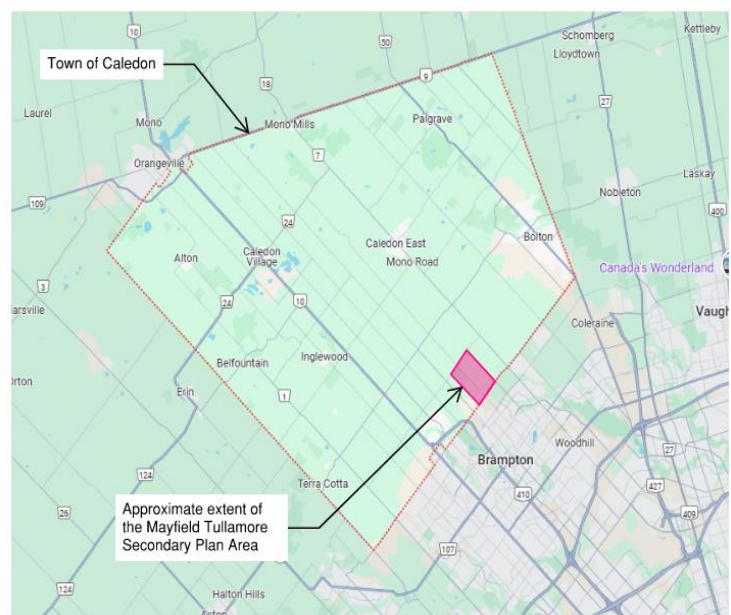 Kettleby
Schomberg
Lloydtown
10
50
Town of Caledon
9
18
27
Laurel
Mono
Mono Mills
Palgrave
7
Orangeville
Laskay
Nobleton
109
400
24
Bolton
Caledon East
Alton
Caledon
Village
Mono Road
Canada's Wonderland
3
24
10
Vaugh
arsville
Coleraine
Belfountain
Inglewood
Orton
Erin
1
Woodhill
27
Brampton
124
Terra Cotta
410
427
409
Approximate extent of
the Mayfield Tullamore
Secondary Plan Area
26
107
124
Halton Hills